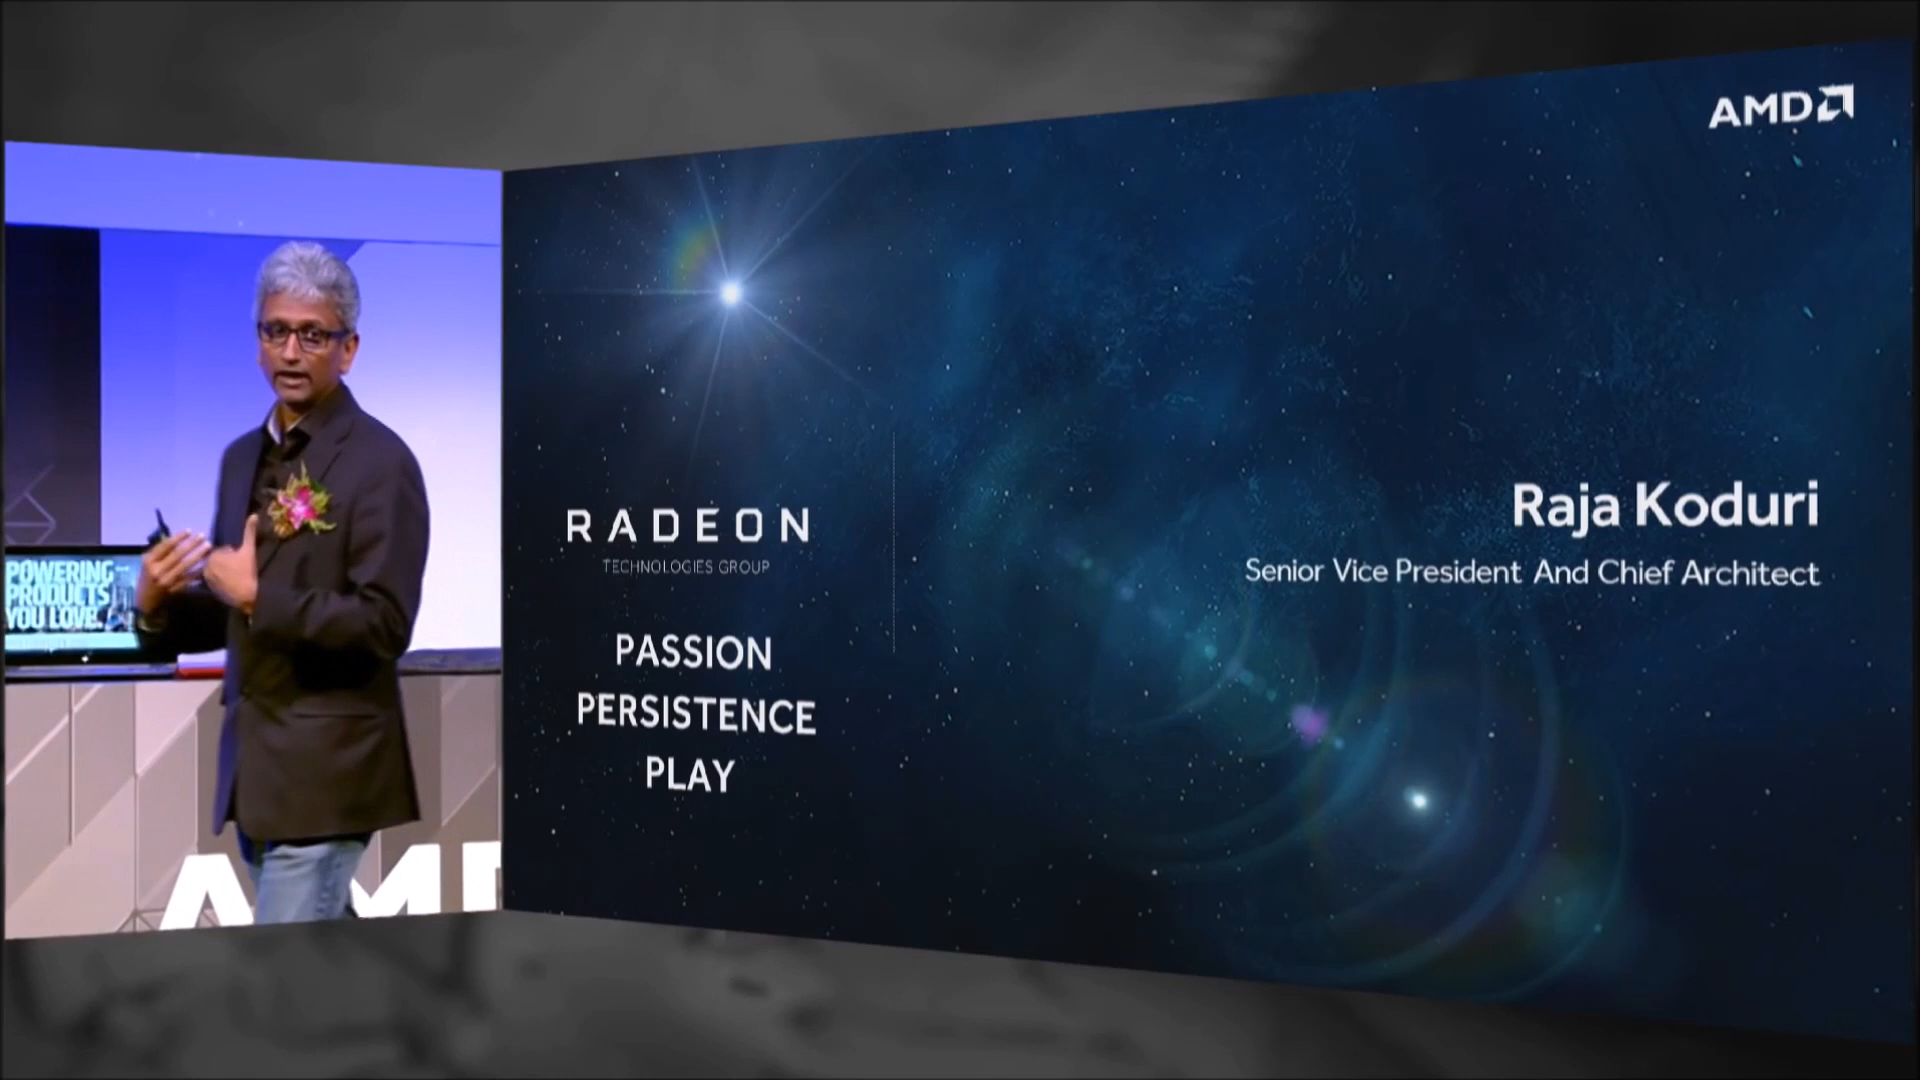 AMD
RADEON
TECHNOLOGIES GROUP
PASSION
PERSISTENCE
PLAY
Raja Koduri
Senior Vice President And Chief Architect
POWERING
PRODUCTS
YOU LOVE.
AMD